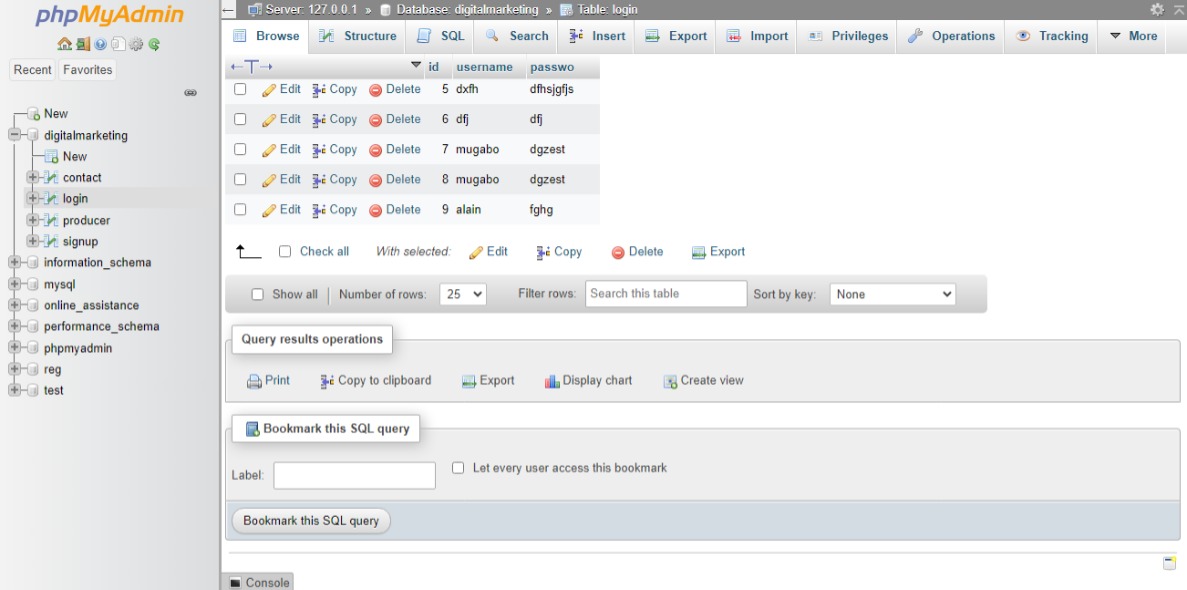 phpMyAdmin
Recent Favorites
New
digitalmarketing
New
contact
login
producer
signup
information_schema
mysql
online_assistance
performance_schema
phpmyadmin
reg
test
Server: 127.0.0.1 » Database: digitalmarketing » Table: login
Browse Structure SQL Search Insert Export Import Privileges Operations Tracking More
id username passwo
Edit Copy Delete 5 dxfh dfhsjgfjs
Edit Copy Delete 6 dfj dfj
Edit Copy Delete 7 mugabo dgzest
Edit Copy Delete 8 mugabo dgzest
Edit Copy Delete 9 alain fghg
Check all With selected: Edit Copy Delete Export
Show all Number of rows: 25 Filter rows: Search this table Sort by key: None
Query results operations
Print Copy to clipboard Export Display chart Create view
Bookmark this SQL query
Label: Let every user access this bookmark
Bookmark this SQL query
Console